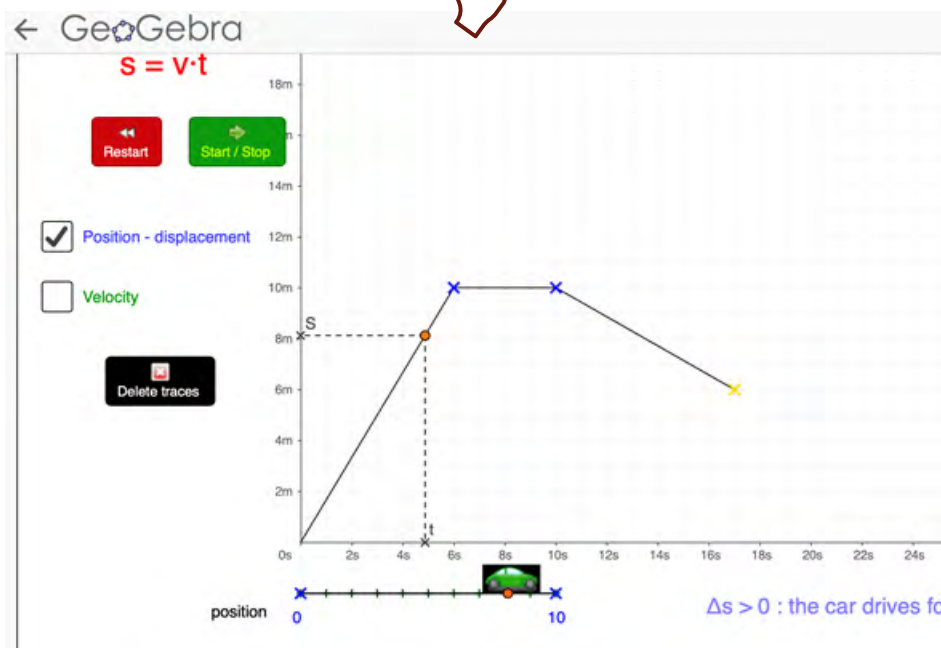 ← GeoGebra
s = v·t
Restart
Start / Stop
Position - displacement
Velocity
Delete traces
18m
14m
12m
10m
8m
6m
4m
2m
S
t
0s 2s 4s 6s 8s 10s 12s 14s 16s 18s 20s 22s 24s
position
0 10
Δs > 0 : the car drives fo